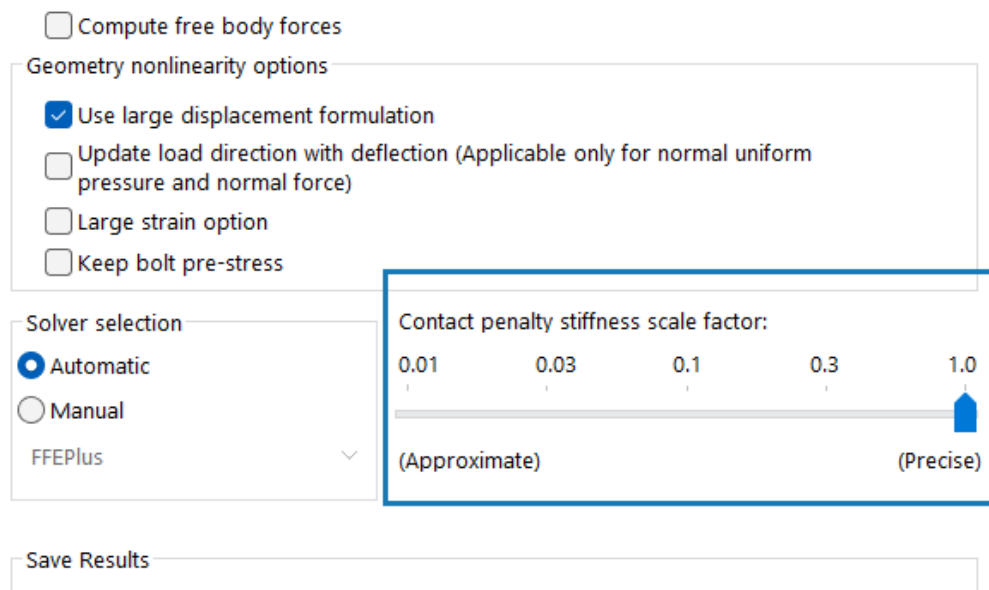 Compute free body forces
Geometry nonlinearity options
Use large displacement formulation
Update load direction with deflection (Applicable only for normal uniform
pressure and normal force)
Large strain option
Keep bolt pre-stress
Solver selection
Automatic
Manual
FFEPlus
Contact penalty stiffness scale factor:
0.01 0.03 0.1 0.3 1.0
(Approximate) (Precise)
Save Results